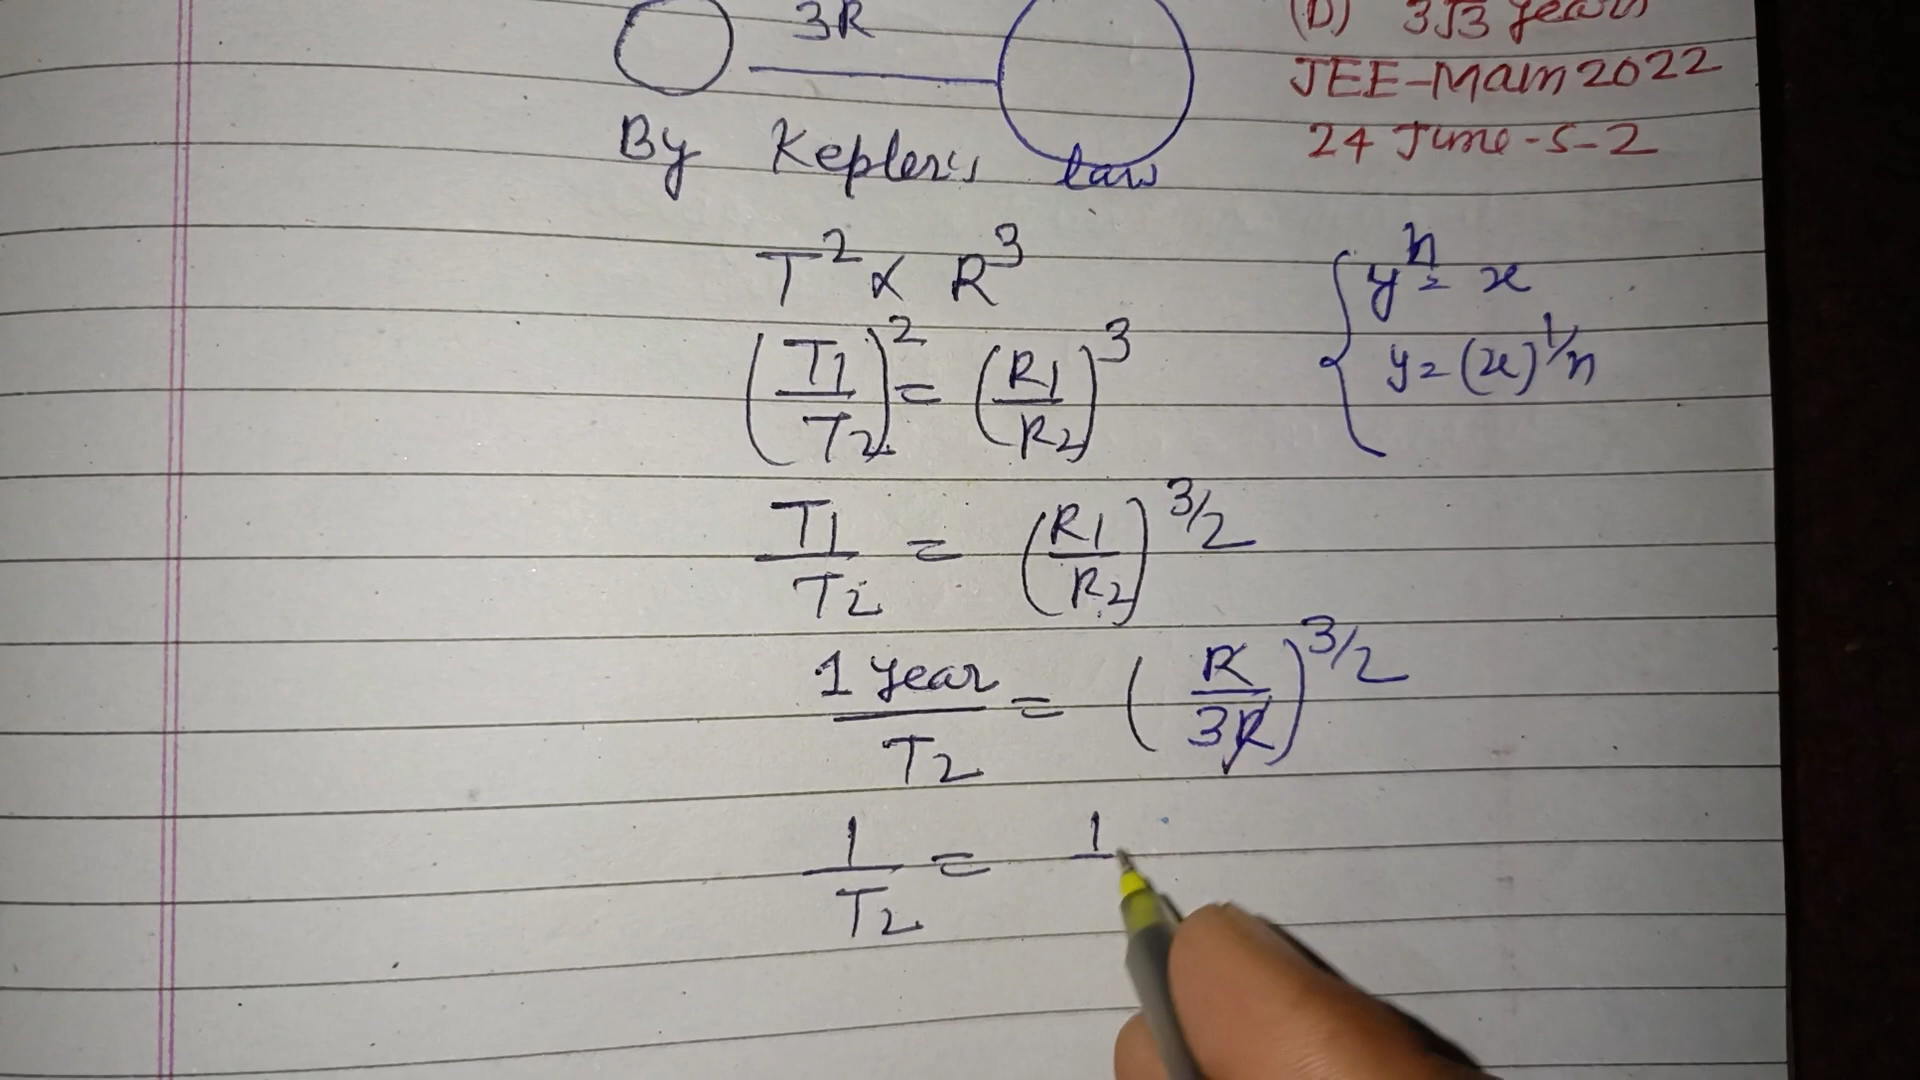 3R
(D) 3√3 years
JEE-Main 2022
24 June-S-2
By Kepler's law
T² ∝ R³
(T1/T2)² = (R1/R2)³
T1/T2 = (R1/R2)^3/2
1 year/T2 = (R/3R)^3/2
1/T2 = 1
yⁿ = x
y = (x)^1/n